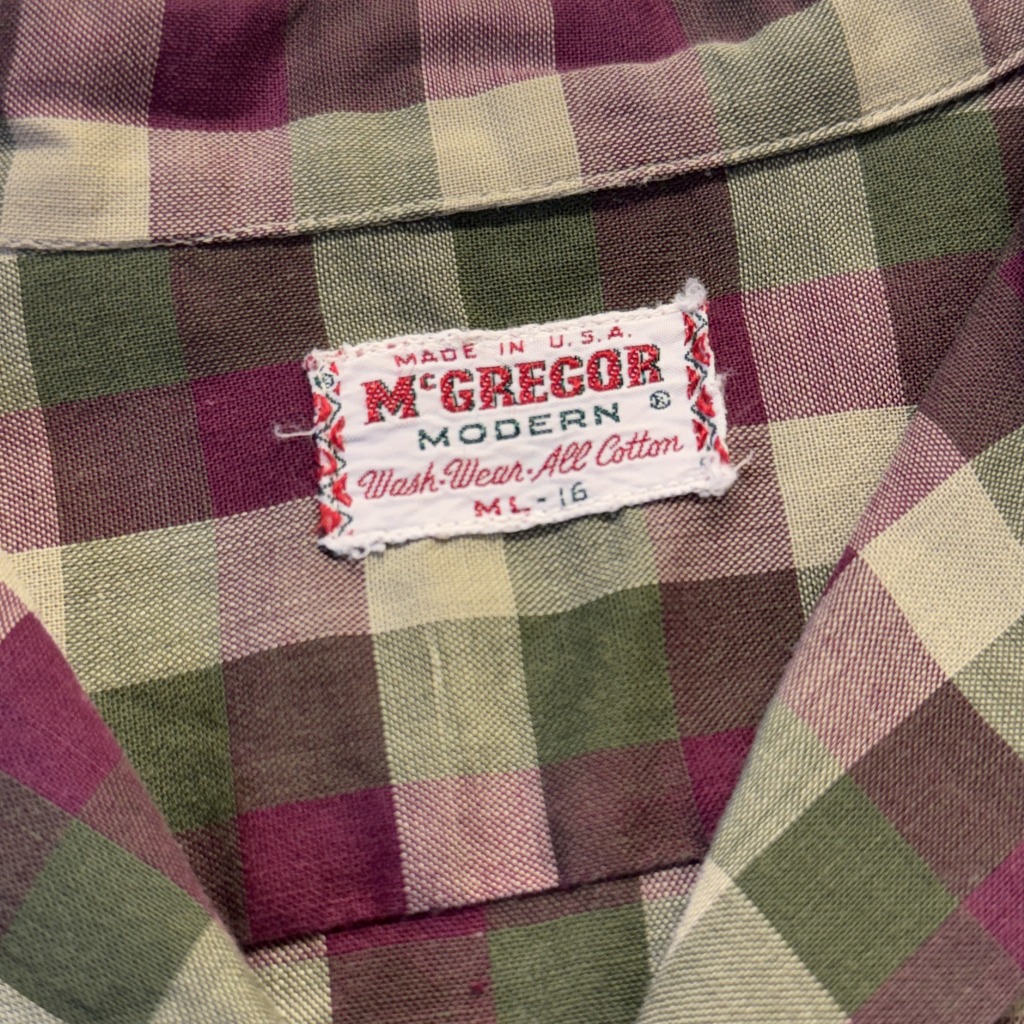 MADE IN U.S.A.
McGREGOR
MODERN ®
Wash-Wear-All Cotton
ML-16